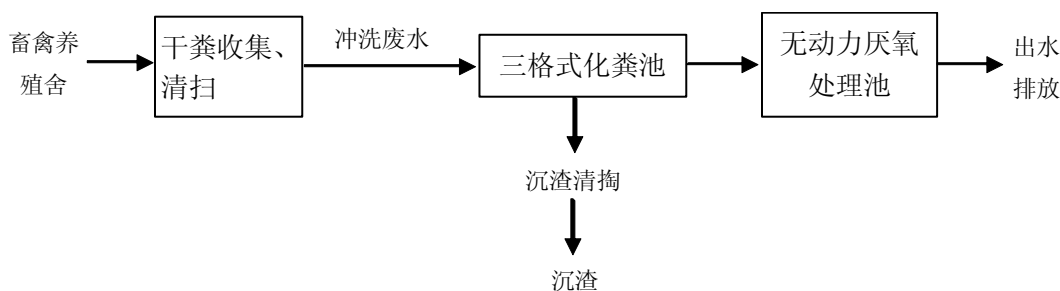 畜禽养
殖舍
干粪收集、
清扫
冲洗废水
三格式化粪池
无动力厌氧
处理池
出水
排放
沉渣清掏
沉渣